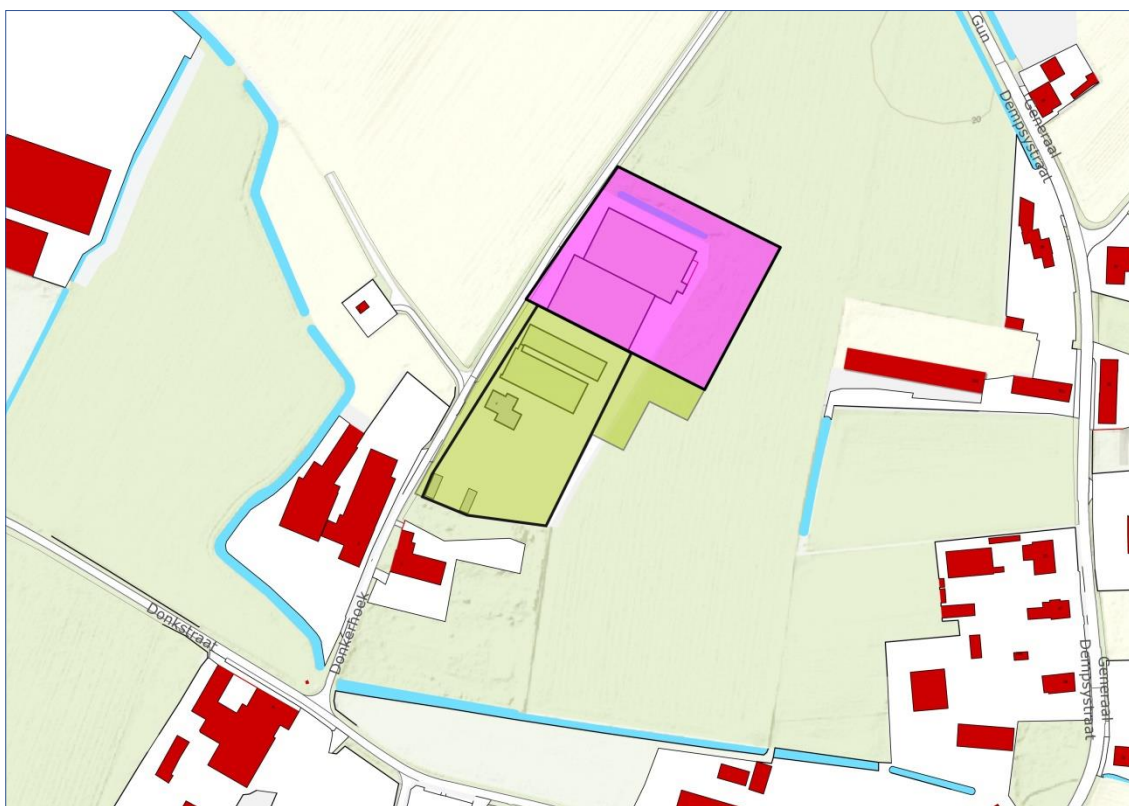 Gun
Generaal
Dempsystraat
Donkstraat
Donkerhoek
Generaal
Dempsystraat